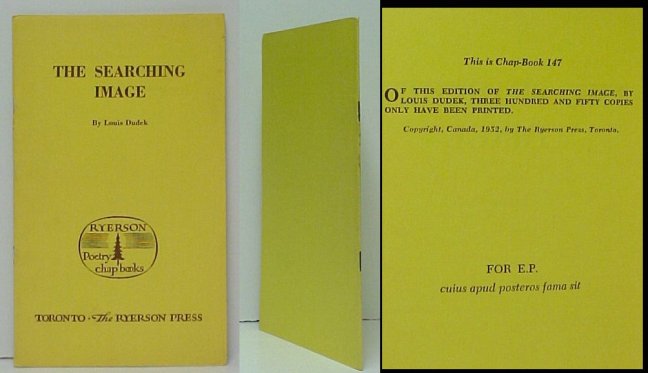 THE SEARCHING
IMAGE
By Louis Dudek
RYERSON
Poetry
chap books
TORONTO · The RYERSON PRESS
This is Chap-Book 147
OF THIS EDITION OF THE SEARCHING IMAGE, BY
LOUIS DUDEK, THREE HUNDRED AND FIFTY COPIES
ONLY HAVE BEEN PRINTED.
Copyright, Canada, 1952, by The Ryerson Press, Toronto.
FOR E.P.
cuius apud posteros fama sit